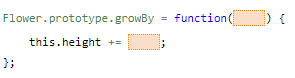 Flower.prototype.growBy = function( ) {
this.height += ;
};